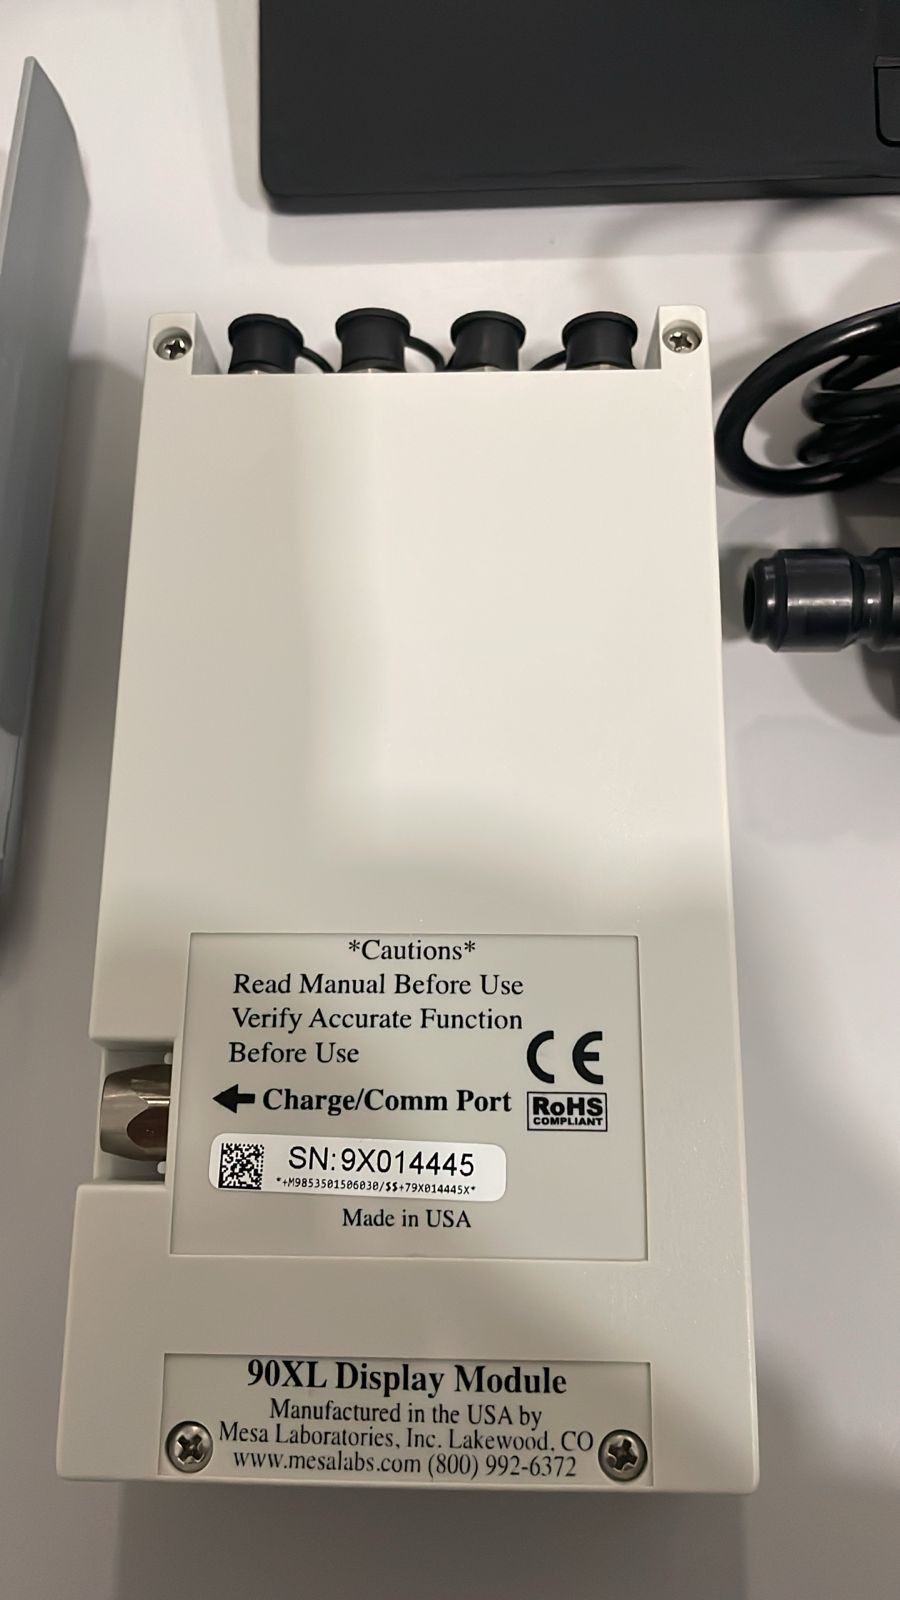 *Cautions*
Read Manual Before Use
Verify Accurate Function
Before Use
CE
Charge/Comm Port
RoHS
COMPLIANT
SN:9X014445
*+M9853501506030/$$+79X014445X*
Made in USA
90XL Display Module
Manufactured in the USA by
Mesa Laboratories, Inc. Lakewood, CO
www.mesalabs.com (800) 992-6372